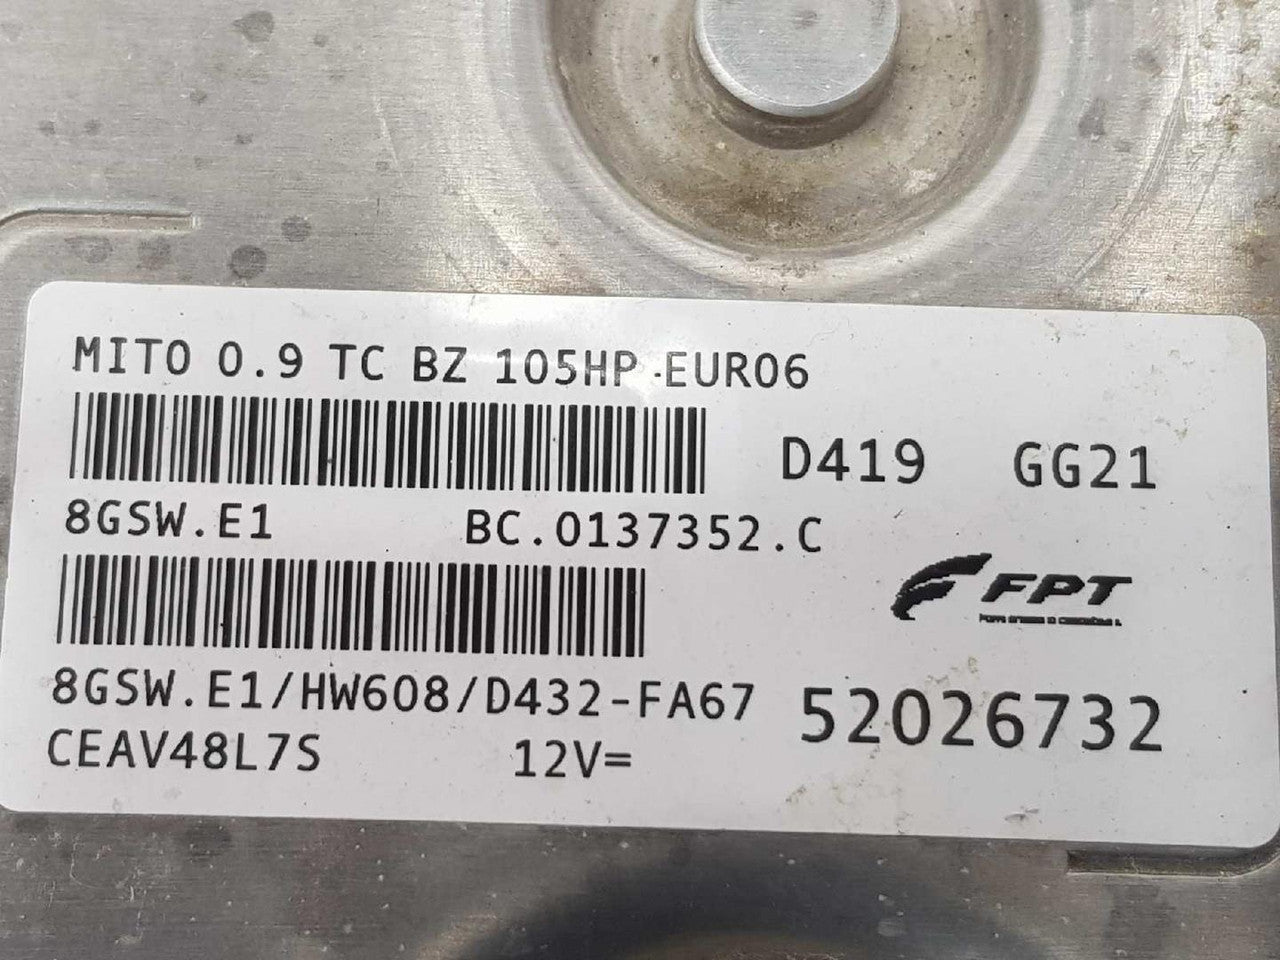 MITO 0.9 TC BZ 105HP EURO6
D419 GG21
8GSW.E1 BC.0137352.C
FPT
8GSW.E1/HW608/D432-FA67 52026732
CEAV48L7S 12V=